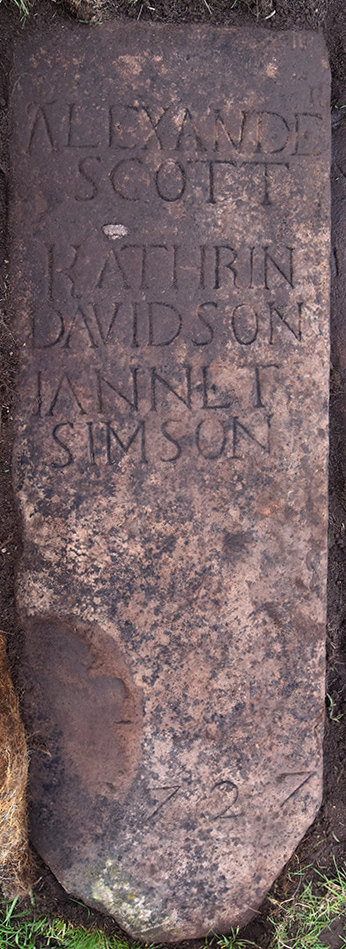 ALEXANDE
SCOTT
KATHRIN
DAVIDSON
IANNET
SIMSON
727